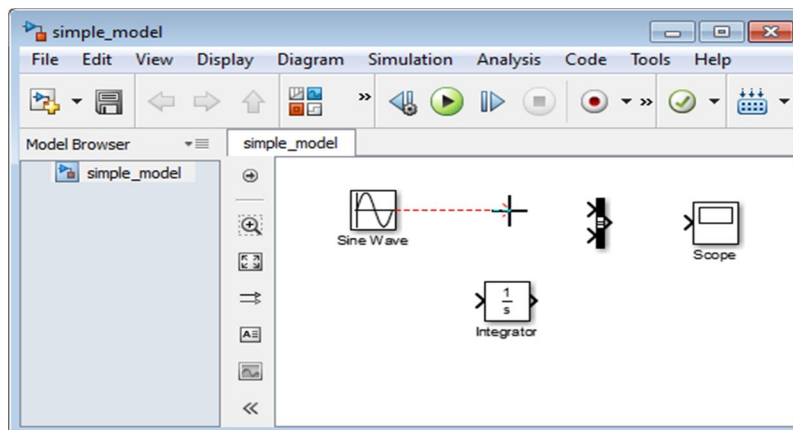 simple_model
File Edit View Display Diagram Simulation Analysis Code Tools Help
» »
Model Browser
simple_model
simple_model
Sine Wave
Scope
1
s
Integrator